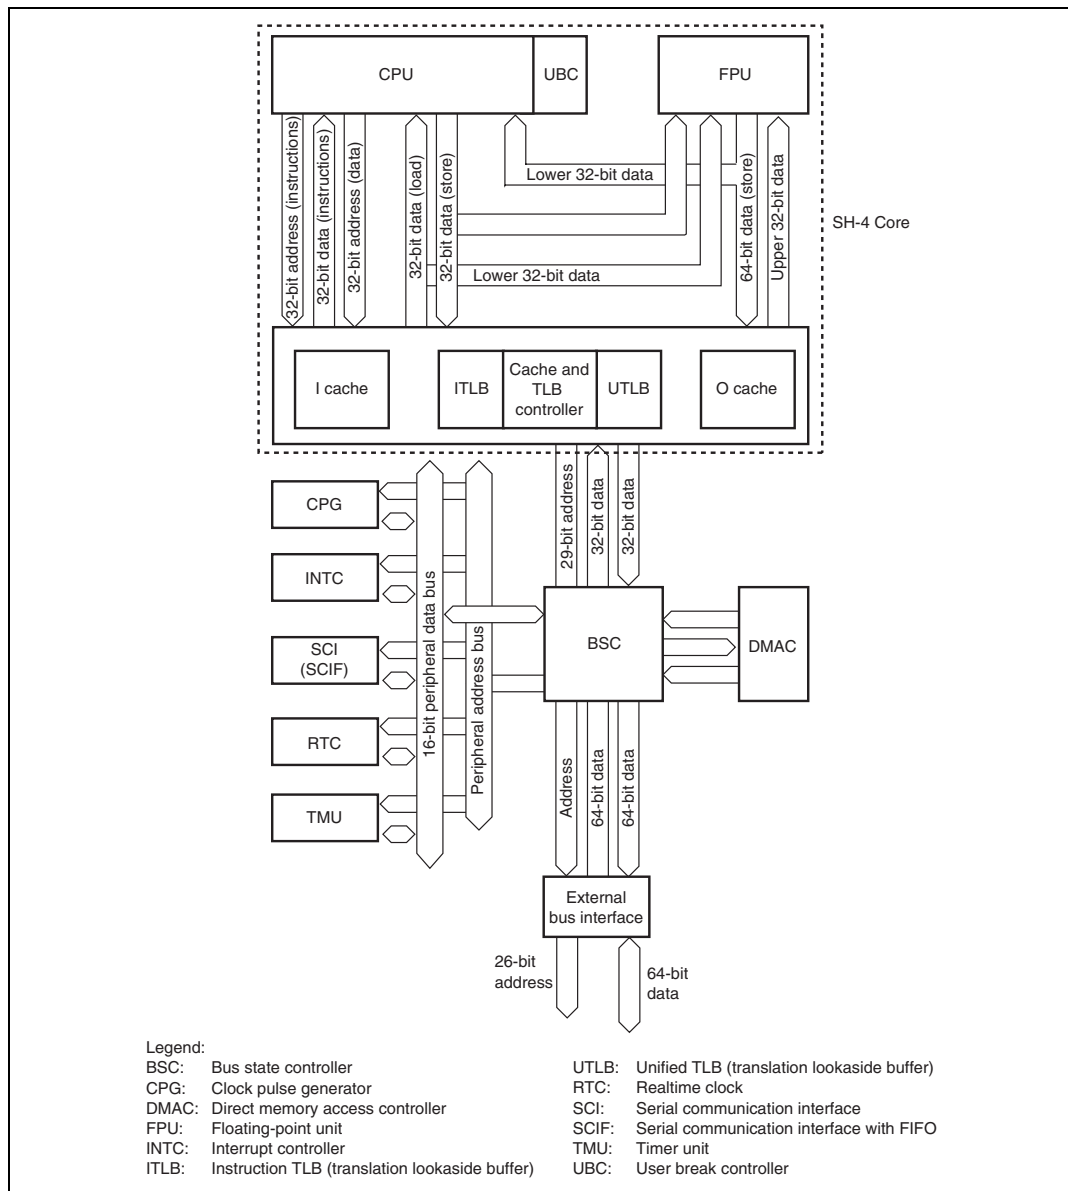 CPU
UBC
FPU
32-bit address (instructions)
32-bit data (instructions)
32-bit address (data)
32-bit data (load)
32-bit data (store)
Lower 32-bit data
Lower 32-bit data
64-bit data (store)
Upper 32-bit data
SH-4 Core
I cache
ITLB
Cache and
TLB
controller
UTLB
O cache
29-bit address
32-bit data
32-bit data
CPG
INTC
SCI
(SCIF)
RTC
TMU
16-bit peripheral data bus
Peripheral address bus
BSC
DMAC
Address
64-bit data
64-bit data
External
bus interface
26-bit
address
64-bit
data
Legend:
BSC: Bus state controller
CPG: Clock pulse generator
DMAC: Direct memory access controller
FPU: Floating-point unit
INTC: Interrupt controller
ITLB: Instruction TLB (translation lookaside buffer)
UTLB: Unified TLB (translation lookaside buffer)
RTC: Realtime clock
SCI: Serial communication interface
SCIF: Serial communication interface with FIFO
TMU: Timer unit
UBC: User break controller